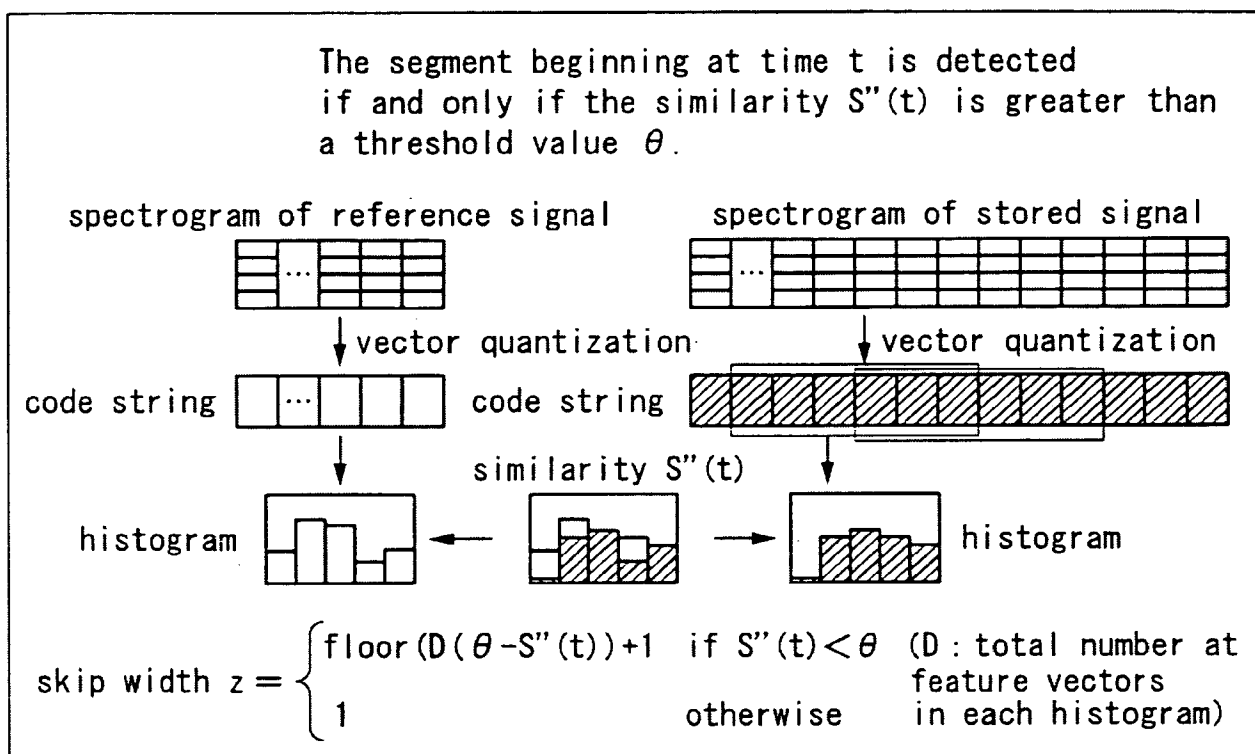 The segment beginning at time t is detected
if and only if the similarity S"(t) is greater than
a threshold value θ.
spectrogram of reference signal
spectrogram of stored signal
...
...
vector quantization
vector quantization
code string
...
code string
similarity S"(t)
histogram
histogram
skip width z = { floor(D(θ-S"(t))+1 if S"(t)<θ (D : total number at
feature vectors
1 otherwise in each histogram)